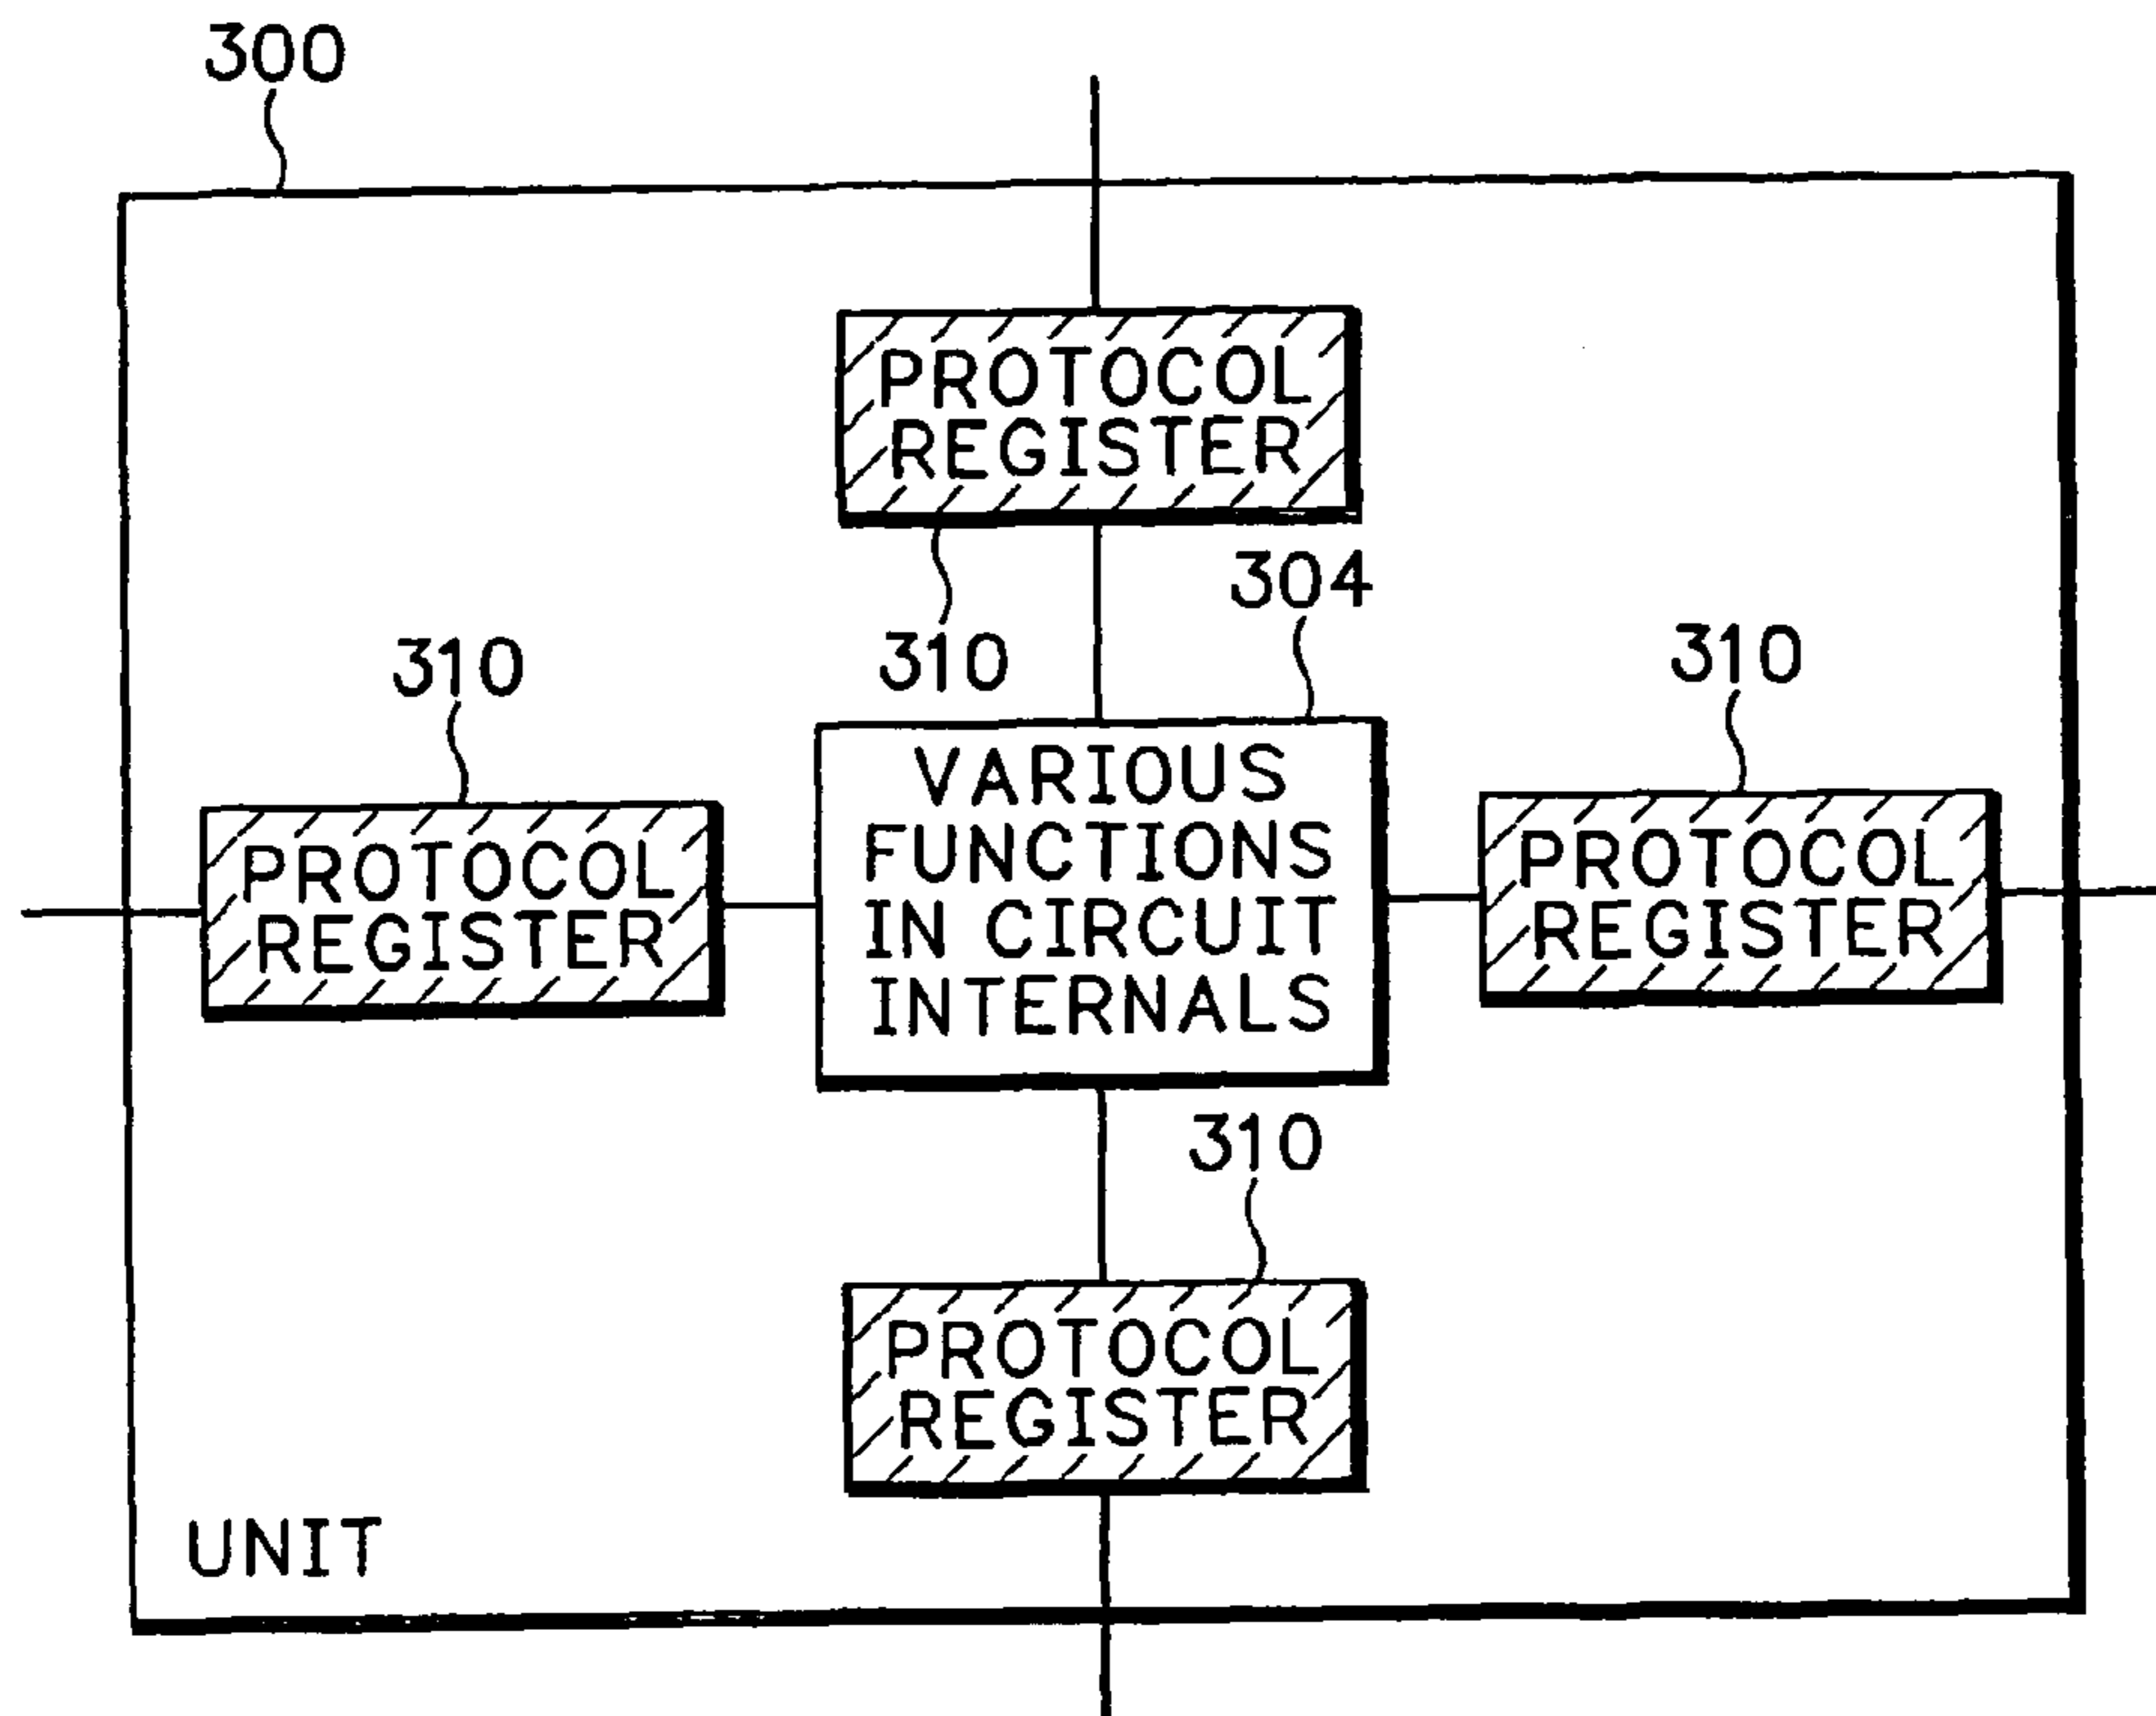 300
PROTOCOL
REGISTER
304
310
310
310
VARIOUS
FUNCTIONS
IN CIRCUIT
INTERNALS
PROTOCOL
REGISTER
PROTOCOL
REGISTER
310
PROTOCOL
REGISTER
UNIT